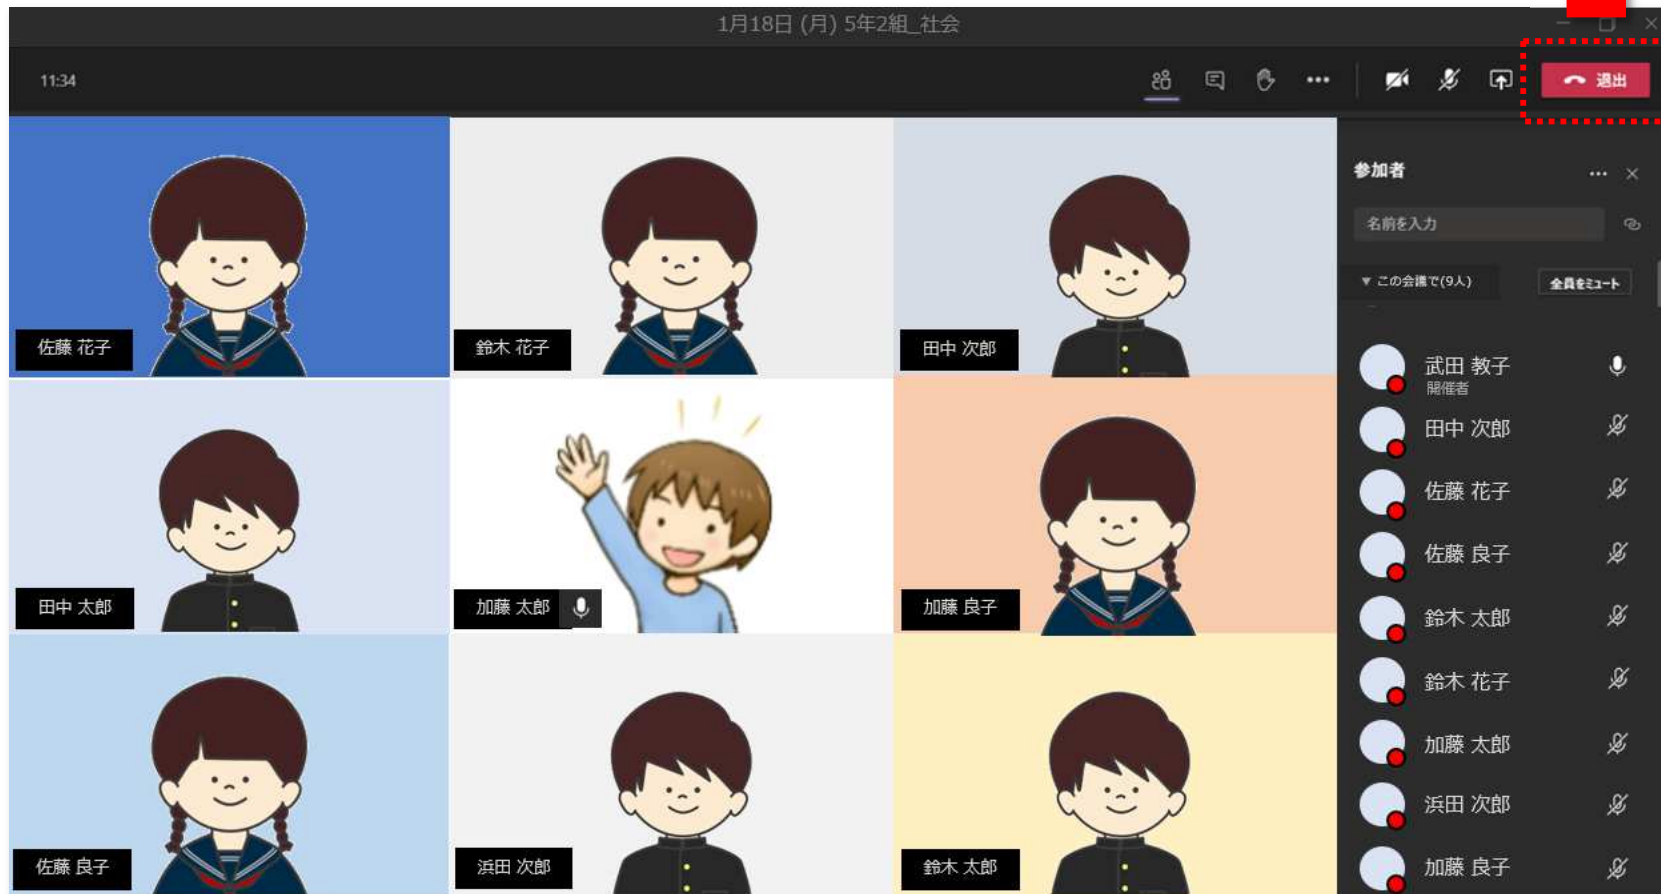 1月18日 (月) 5年2組_社会
11:34
退出
佐藤 花子
鈴木 花子
田中 次郎
田中 太郎
加藤 太郎
加藤 良子
佐藤 良子
浜田 次郎
鈴木 太郎
参加者
名前を入力
▼ この会議で(9人)
全員をミュート
武田 教子
開催者
田中 次郎
佐藤 花子
佐藤 良子
鈴木 太郎
鈴木 花子
加藤 太郎
浜田 次郎
加藤 良子